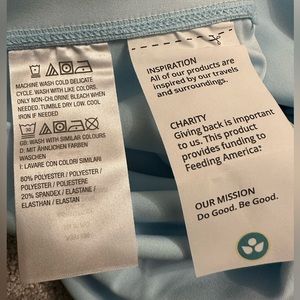 MACHINE WASH COLD DELICATE
CYCLE. WASH WITH LIKE COLORS.
ONLY NON-CHLORINE BLEACH WHEN
NEEDED. TUMBLE DRY LOW. COOL
IRON IF NEEDED
GB: WASH WITH SIMILAR COLOURS
D: MIT ÄHNLICHEN FARBEN
WASCHEN
I: LAVARE CON COLORI SIMILARI
80% POLYESTER / POLYESTER /
POLYESTER / POLIESTERE
20% SPANDEX / ELASTANE /
ELASTHAN / ELASTAN
INSPIRATION
All of our products are
inspired by our travels
and surroundings.
CHARITY
Giving back is important
to us. This product
provides funding to
Feeding America.
OUR MISSION
Do Good. Be Good.